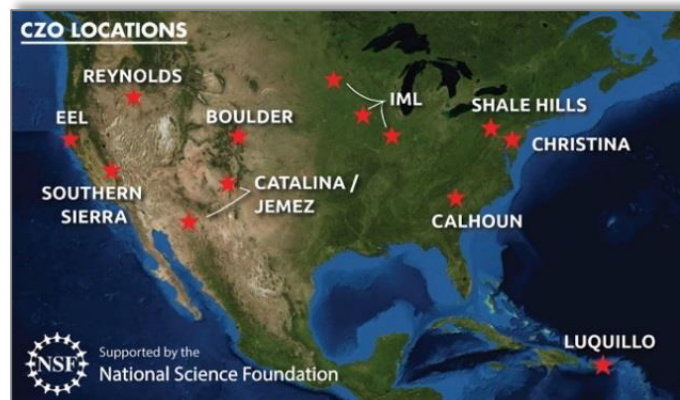 CZO LOCATIONS
REYNOLDS
EEL
BOULDER
IML
SHALE HILLS
CHRISTINA
SOUTHERN
SIERRA
CATALINA /
JEMEZ
CALHOUN
LUQUILLO
NSF
Supported by the
National Science Foundation